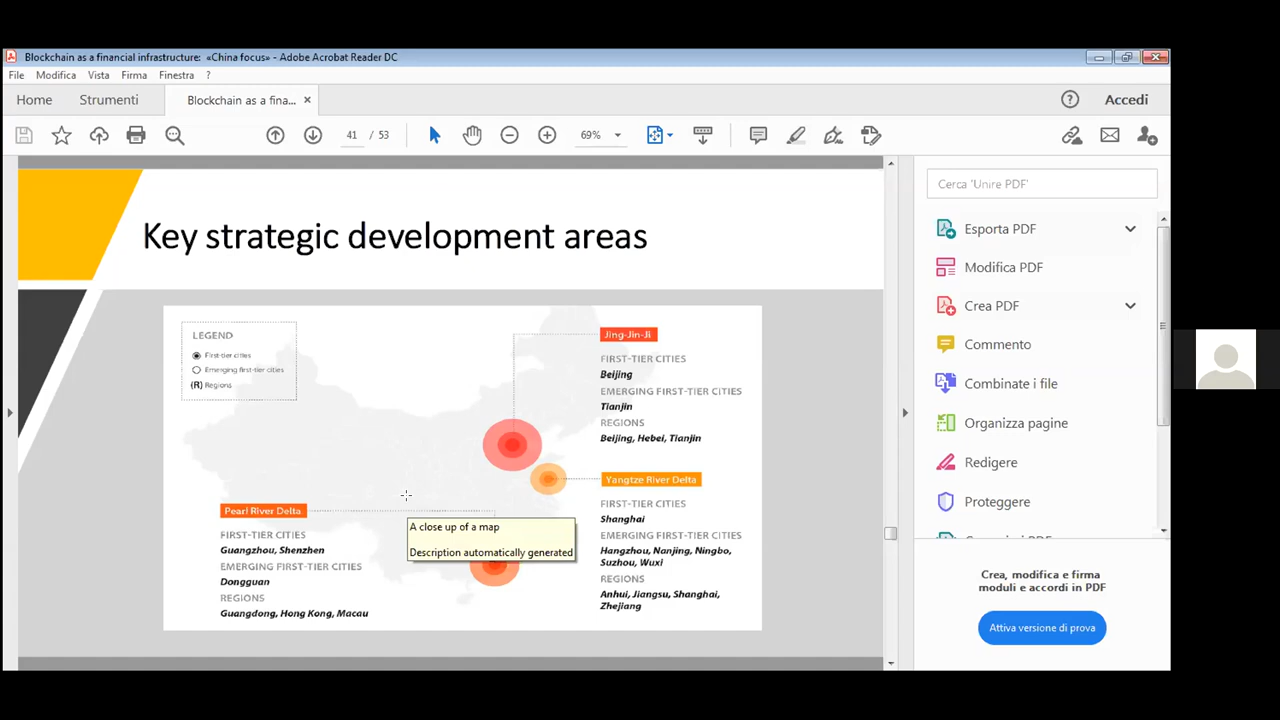 Blockchain as a financial infrastructure: «China focus» - Adobe Acrobat Reader DC
File Modifica Vista Firma Finestra ?
Home Strumenti Blockchain as a fina... × Accedi
41 / 53 69%
Cerca 'Unire PDF'
Esporta PDF
Modifica PDF
Crea PDF
Commento
Combinate i file
Organizza pagine
Redigere
Proteggere
Crea, modifica e firma
moduli e accordi in PDF
Attiva versione di prova
Key strategic development areas
LEGEND
First-tier cities
Emerging first-tier cities
(R) Regions
Jing-Jin-Ji
FIRST-TIER CITIES
Beijing
EMERGING FIRST-TIER CITIES
Tianjin
REGIONS
Beijing, Hebei, Tianjin
Yangtze River Delta
FIRST-TIER CITIES
Shanghai
EMERGING FIRST-TIER CITIES
Hangzhou, Nanjing, Ningbo,
Suzhou, Wuxi
REGIONS
Anhui, Jiangsu, Shanghai,
Zhejiang
Pearl River Delta
FIRST-TIER CITIES
Guangzhou, Shenzhen
EMERGING FIRST-TIER CITIES
Dongguan
REGIONS
Guangdong, Hong Kong, Macau
A close up of a map
Description automatically generated